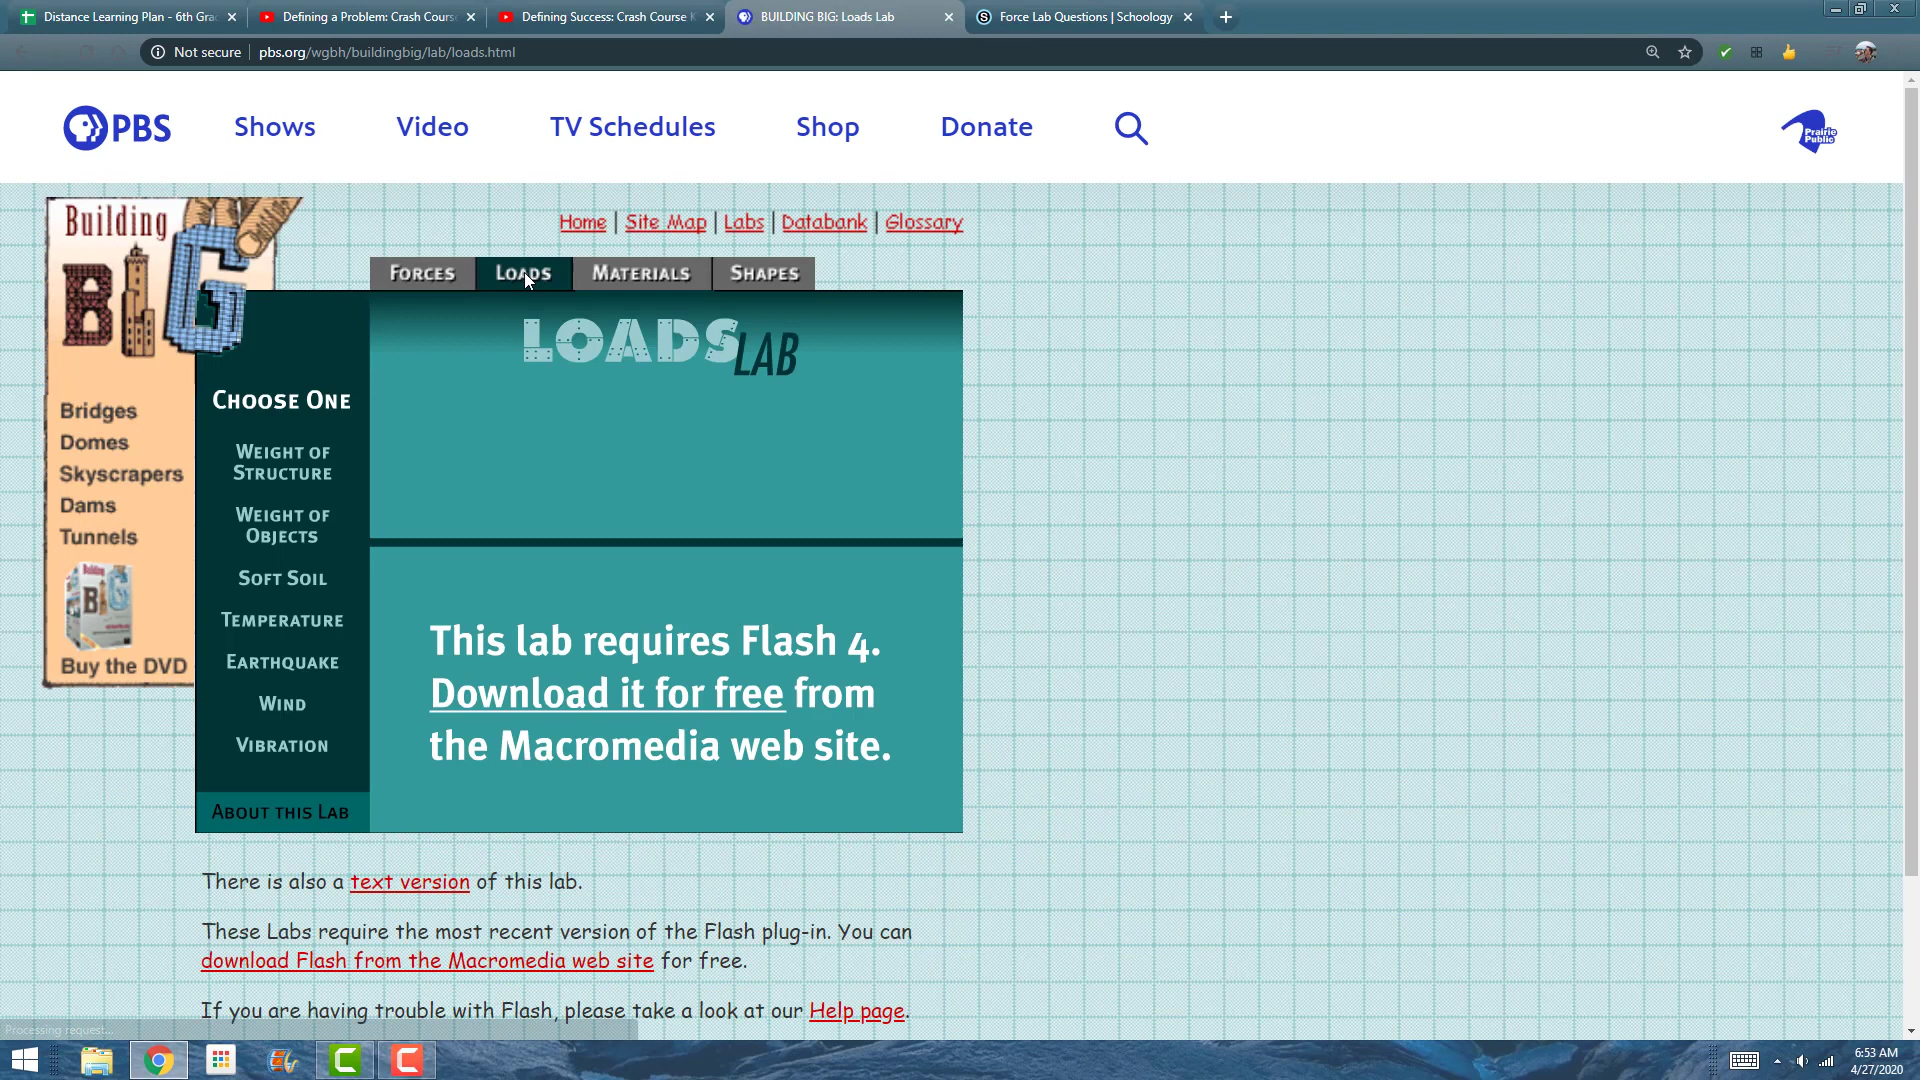 Distance Learning Plan - 6th Gra
Defining a Problem: Crash Cours
Defining Success: Crash Course K
BUILDING BIG: Loads Lab
Force Lab Questions | Schoology
Not secure | pbs.org/wgbh/buildingbig/lab/loads.html
PBS
Shows
Video
TV Schedules
Shop
Donate
Prairie
Public
Building
BIG
Home | Site Map | Labs | Databank | Glossary
FORCES
LOADS
MATERIALS
SHAPES
LOADS LAB
CHOOSE ONE
WEIGHT OF
STRUCTURE
WEIGHT OF
OBJECTS
SOFT SOIL
TEMPERATURE
EARTHQUAKE
WIND
VIBRATION
ABOUT THIS LAB
Bridges
Domes
Skyscrapers
Dams
Tunnels
Building
BIG
Buy the DVD
This lab requires Flash 4.
Download it for free from
the Macromedia web site.
There is also a text version of this lab.
These Labs require the most recent version of the Flash plug-in. You can
download Flash from the Macromedia web site for free.
If you are having trouble with Flash, please take a look at our Help page.
Processing request...
6:53 AM
4/27/2020